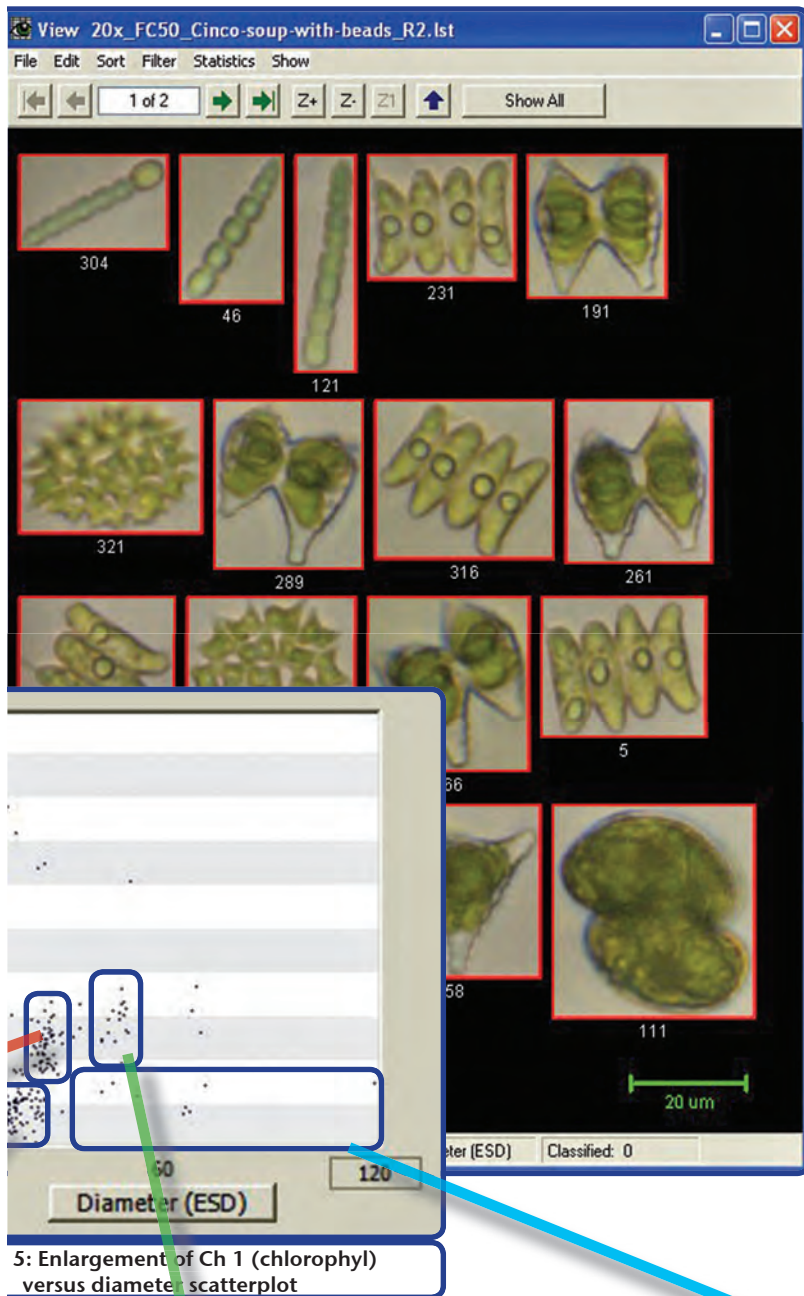 View 20x_FC50_Cinco-soup-with-beads_R2.lst
File Edit Sort Filter Statistics Show
1 of 2 Z+ Z- Z1 Show All
304
46
121
231
191
321
289
316
261
5
66
58
111
20 um
eter (ESD) Classified: 0
60
120
Diameter (ESD)
5: Enlargement of Ch 1 (chlorophyl)
versus diameter scatterplot